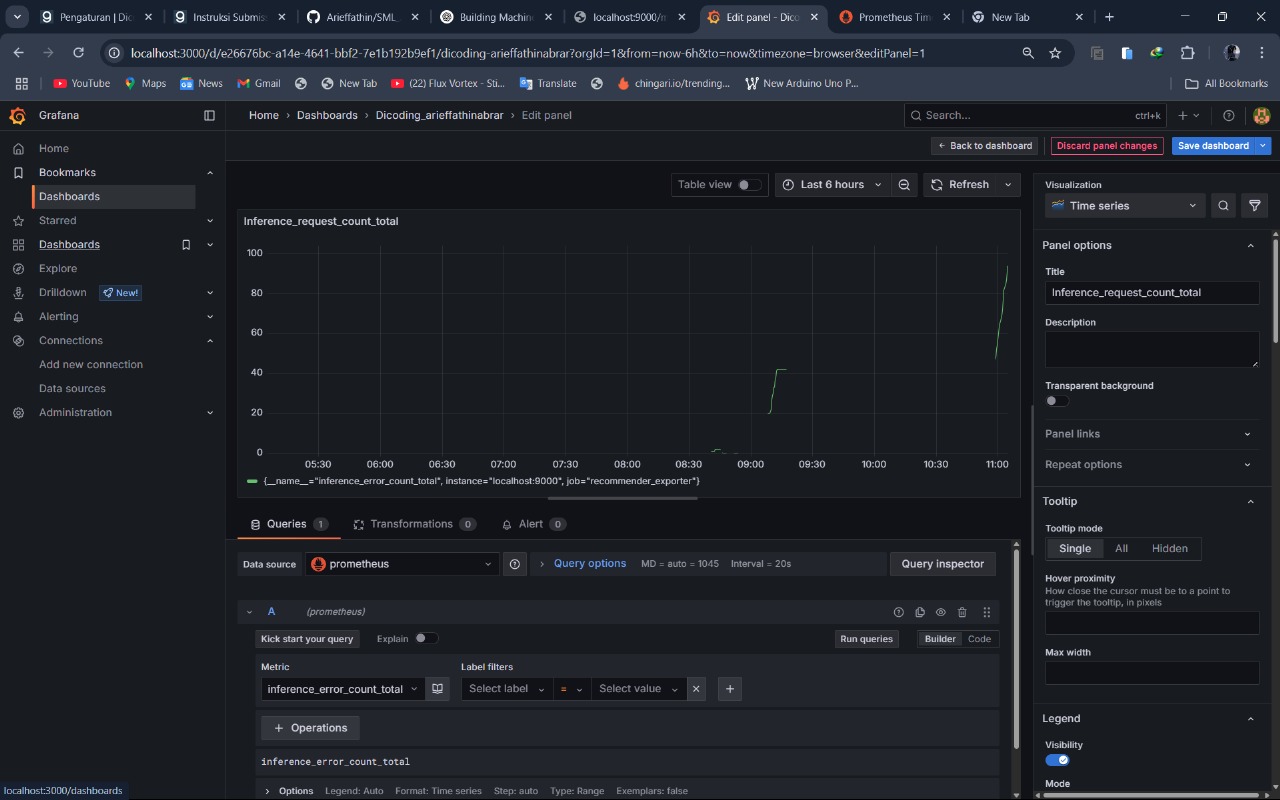 Pengaturan | Dic
Instruksi Submis
Arieffathin/SML_
Building Machin
localhost:9000/m
Edit panel - Dico
Prometheus Tim
New Tab
localhost:3000/d/e26676bc-a14e-4641-bbf2-7e1b192b9ef1/dicoding-arieffathinabrar?orgId=1&from=now-6h&to=now&timezone=browser&editPanel=1
YouTube
Maps
News
Gmail
New Tab
(22) Flux Vortex - Sti...
Translate
chingari.io/trending...
New Arduino Uno P...
All Bookmarks
Grafana
Home › Dashboards › Dicoding_arieffathinabrar › Edit panel
Search...
ctrl+k
Back to dashboard
Discard panel changes
Save dashboard
Home
Bookmarks
Dashboards
Starred
Dashboards
Explore
Drilldown
New!
Alerting
Connections
Add new connection
Data sources
Administration
Table view
Last 6 hours
Refresh
Inference_request_count_total
100
80
60
40
20
0
05:30
06:00
06:30
07:00
07:30
08:00
08:30
09:00
09:30
10:00
10:30
11:00
{__name__="inference_error_count_total", instance="localhost:9000", job="recommender_exporter"}
Queries 1
Transformations 0
Alert 0
Data source
prometheus
Query options
MD = auto = 1045
Interval = 20s
Query inspector
A
(prometheus)
Kick start your query
Explain
Run queries
Builder
Code
Metric
Label filters
inference_error_count_total
Select label
=
Select value
+ Operations
inference_error_count_total
Options
Legend: Auto
Format: Time series
Step: auto
Type: Range
Exemplars: false
Visualization
Time series
Panel options
Title
Inference_request_count_total
Description
Transparent background
Panel links
Repeat options
Tooltip
Tooltip mode
Single
All
Hidden
Hover proximity
How close the cursor must be to a point to
trigger the tooltip, in pixels
Max width
Legend
Visibility
Mode
localhost:3000/dashboards